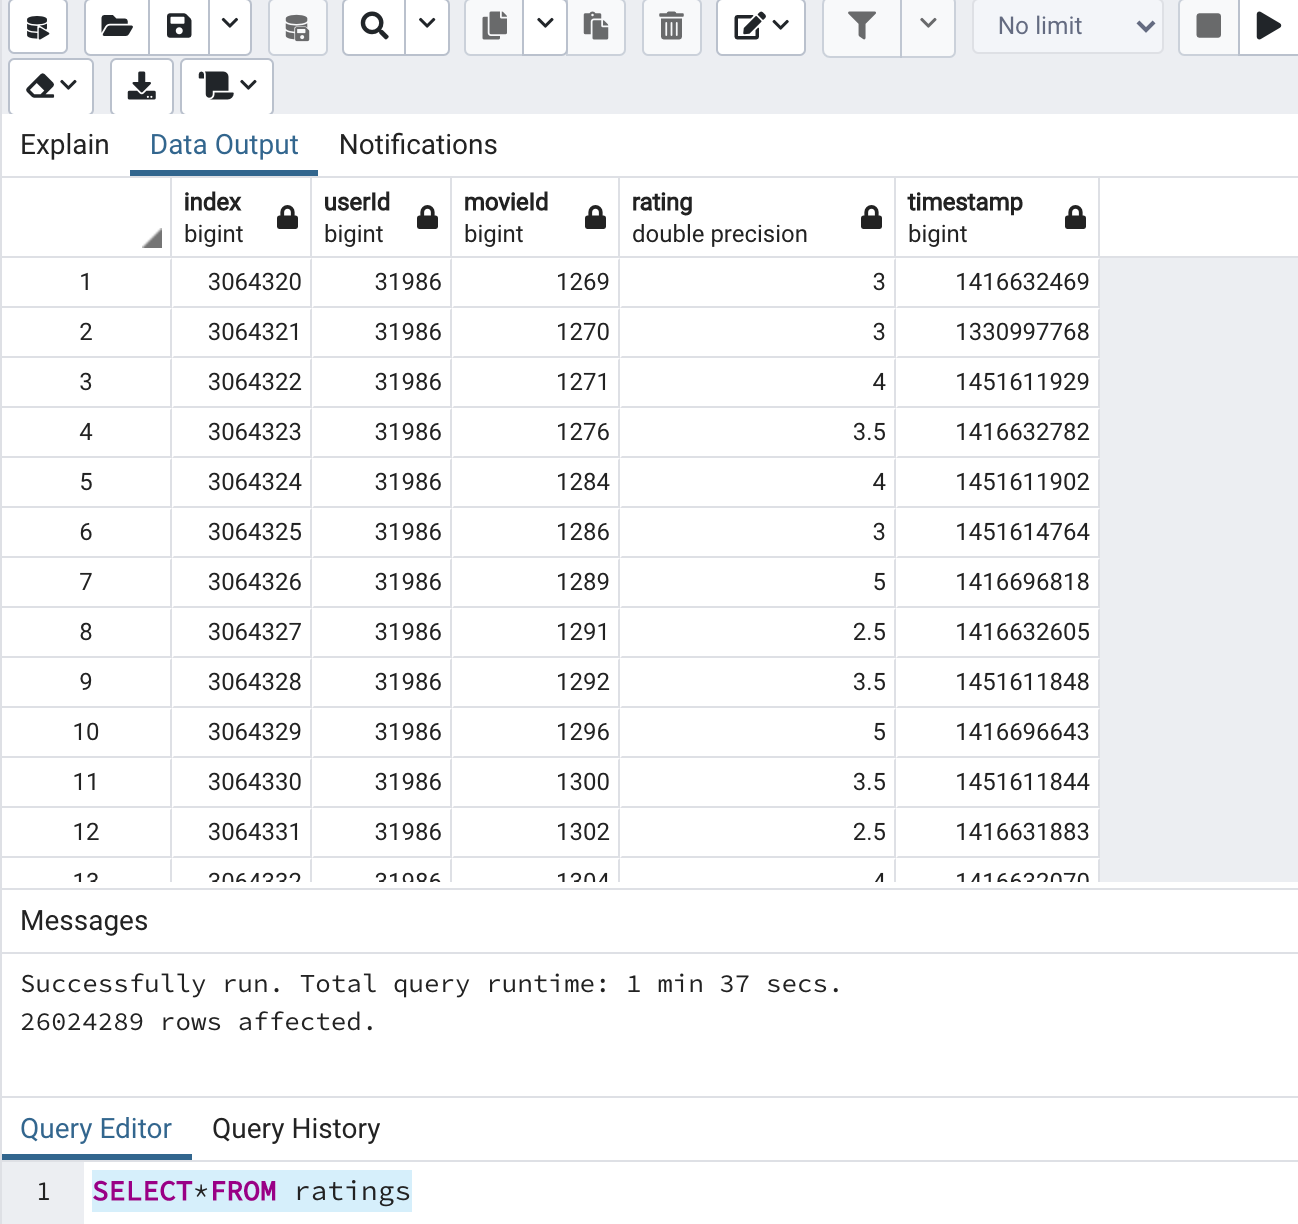 No limit
Explain Data Output Notifications
index userId movieId rating timestamp
bigint bigint bigint double precision bigint
1 3064320 31986 1269 3 1416632469
2 3064321 31986 1270 3 1330997768
3 3064322 31986 1271 4 1451611929
4 3064323 31986 1276 3.5 1416632782
5 3064324 31986 1284 4 1451611902
6 3064325 31986 1286 3 1451614764
7 3064326 31986 1289 5 1416696818
8 3064327 31986 1291 2.5 1416632605
9 3064328 31986 1292 3.5 1451611848
10 3064329 31986 1296 5 1416696643
11 3064330 31986 1300 3.5 1451611844
12 3064331 31986 1302 2.5 1416631883
13 3064332 31986 1304 4 1416632070
Messages
Successfully run. Total query runtime: 1 min 37 secs.
26024289 rows affected.
Query Editor Query History
1 SELECT*FROM ratings